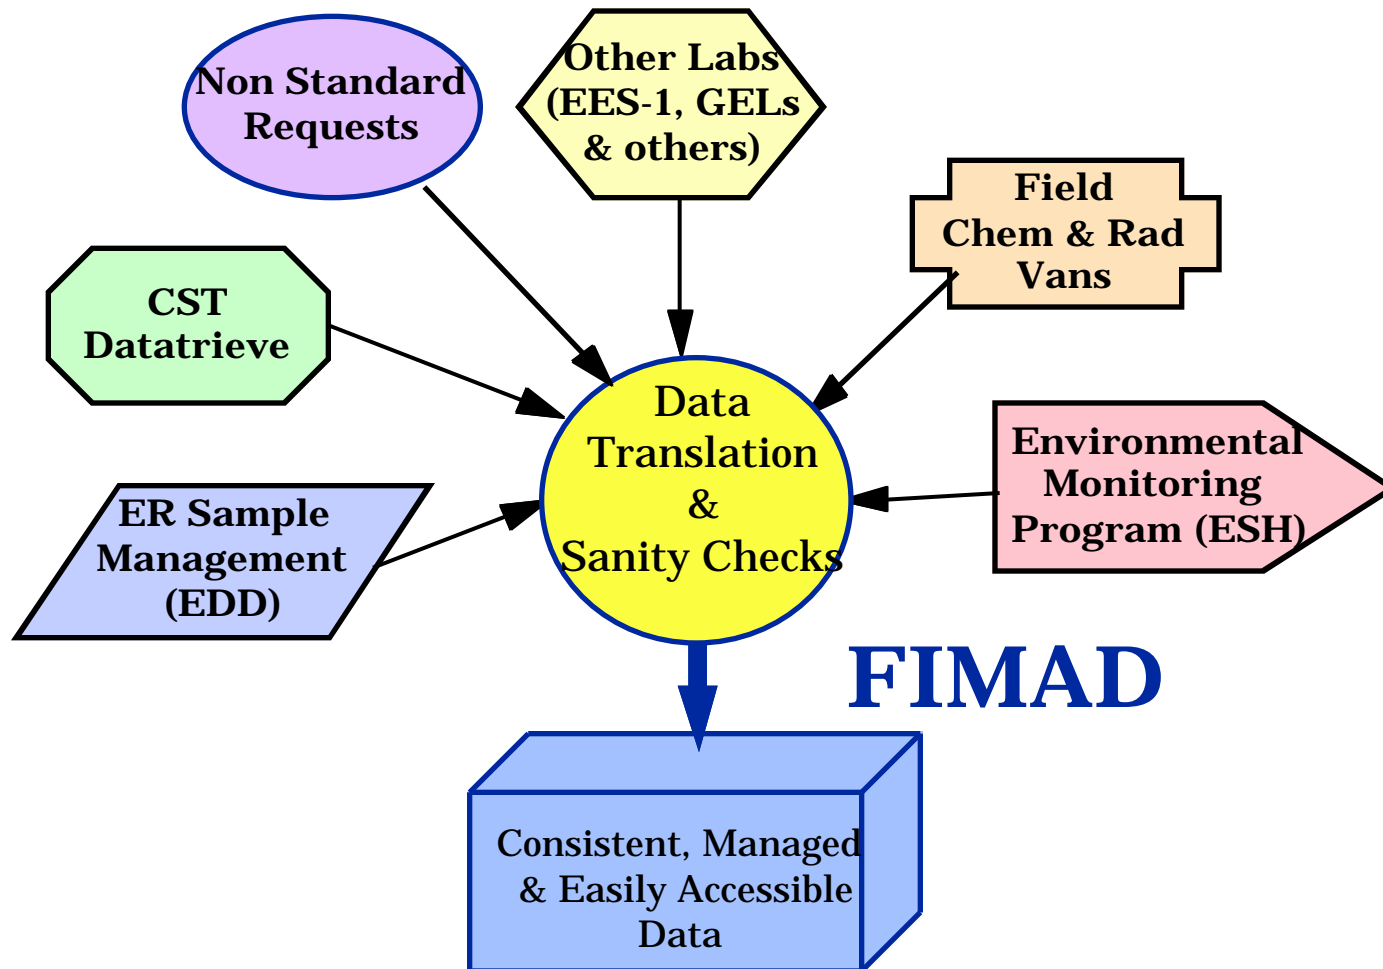 Non Standard
Requests
Other Labs
(EES-1, GELs
& others)
Field
Chem & Rad
Vans
CST
Datatrieve
Data
Translation
&
Sanity Checks
Environmental
Monitoring
Program (ESH)
ER Sample
Management
(EDD)
FIMAD
Consistent, Managed
& Easily Accessible
Data